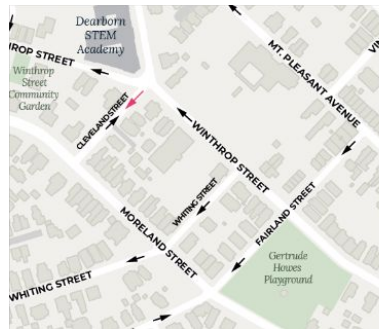 Dearborn
STEM
Academy
ROP STREET
Winthrop
Street
Community
Garden
CLEVELAND STREET
MT. PLEASANT AVENUE
VIN
WINTHROP STREET
WHITING STREET
FAIRLAND STREET
MORELAND STREET
Gertrude
Howes
Playground
WHITING STREET